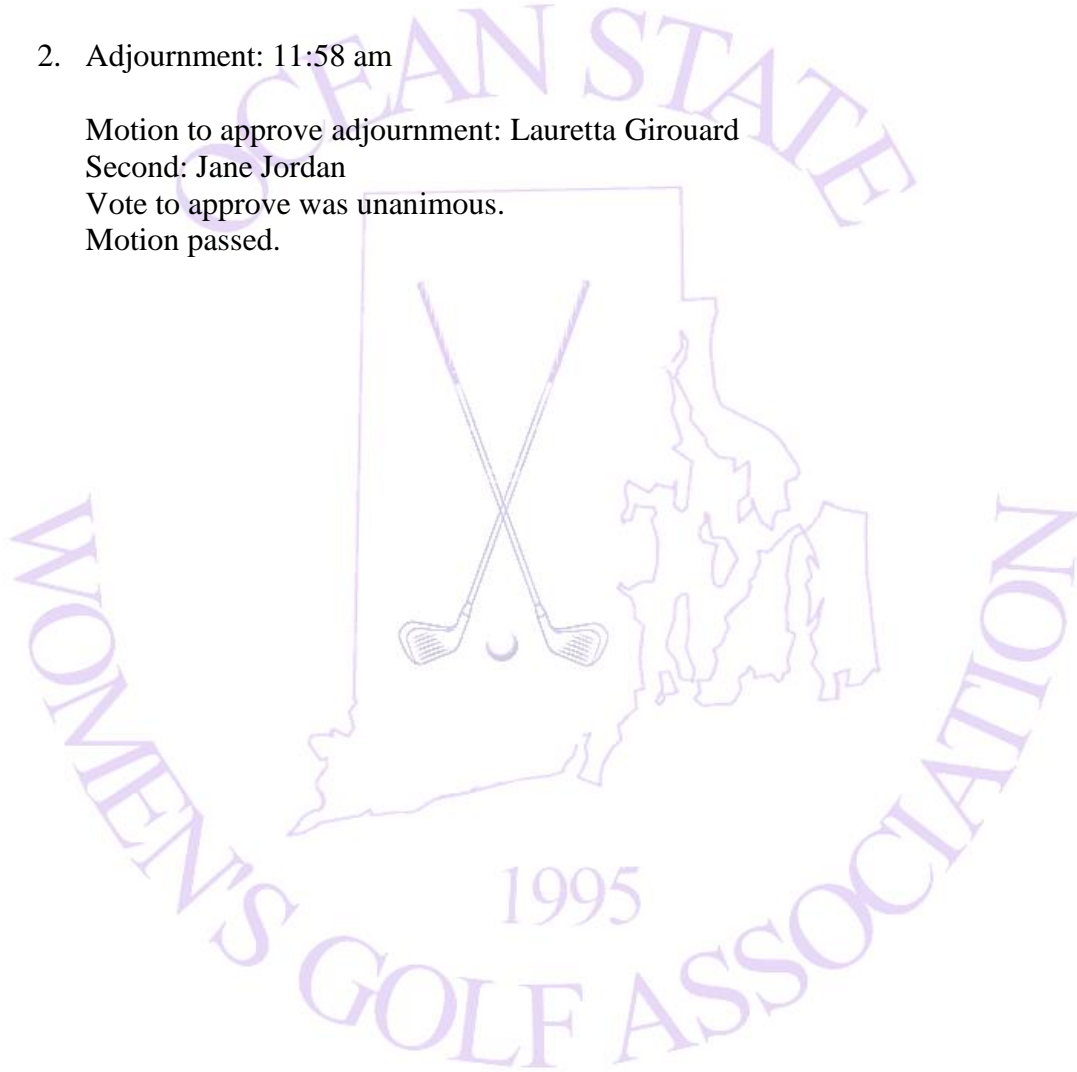 2. Adjournment: 11:58 am
Motion to approve adjournment: Lauretta Girouard
Second: Jane Jordan
Vote to approve was unanimous.
Motion passed.
OCEAN STATE
WOMEN'S GOLF ASSOCIATION
1995